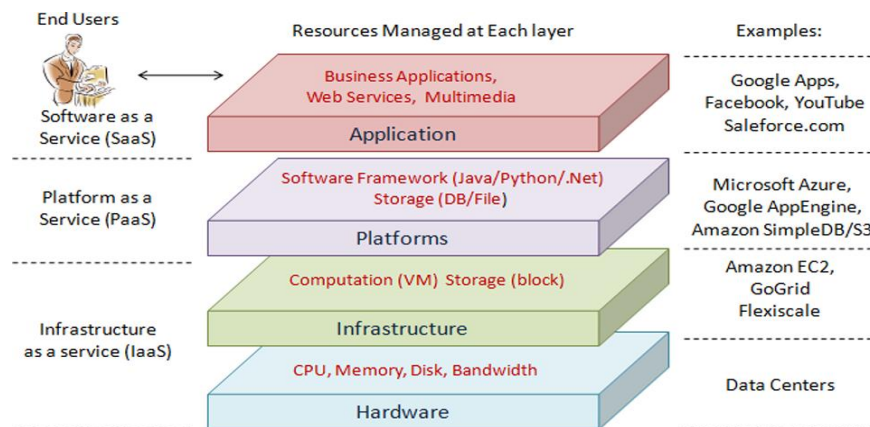 End Users
Resources Managed at Each layer
Examples:
Business Applications,
Web Services, Multimedia
Application
Software as a
Service (SaaS)
Google Apps,
Facebook, YouTube
Saleforce.com
Platform as a
Service (PaaS)
Software Framework (Java/Python/.Net)
Storage (DB/File)
Platforms
Microsoft Azure,
Google AppEngine,
Amazon SimpleDB/S3
Infrastructure
as a service (IaaS)
Computation (VM) Storage (block)
Infrastructure
Amazon EC2,
GoGrid
Flexiscale
CPU, Memory, Disk, Bandwidth
Hardware
Data Centers